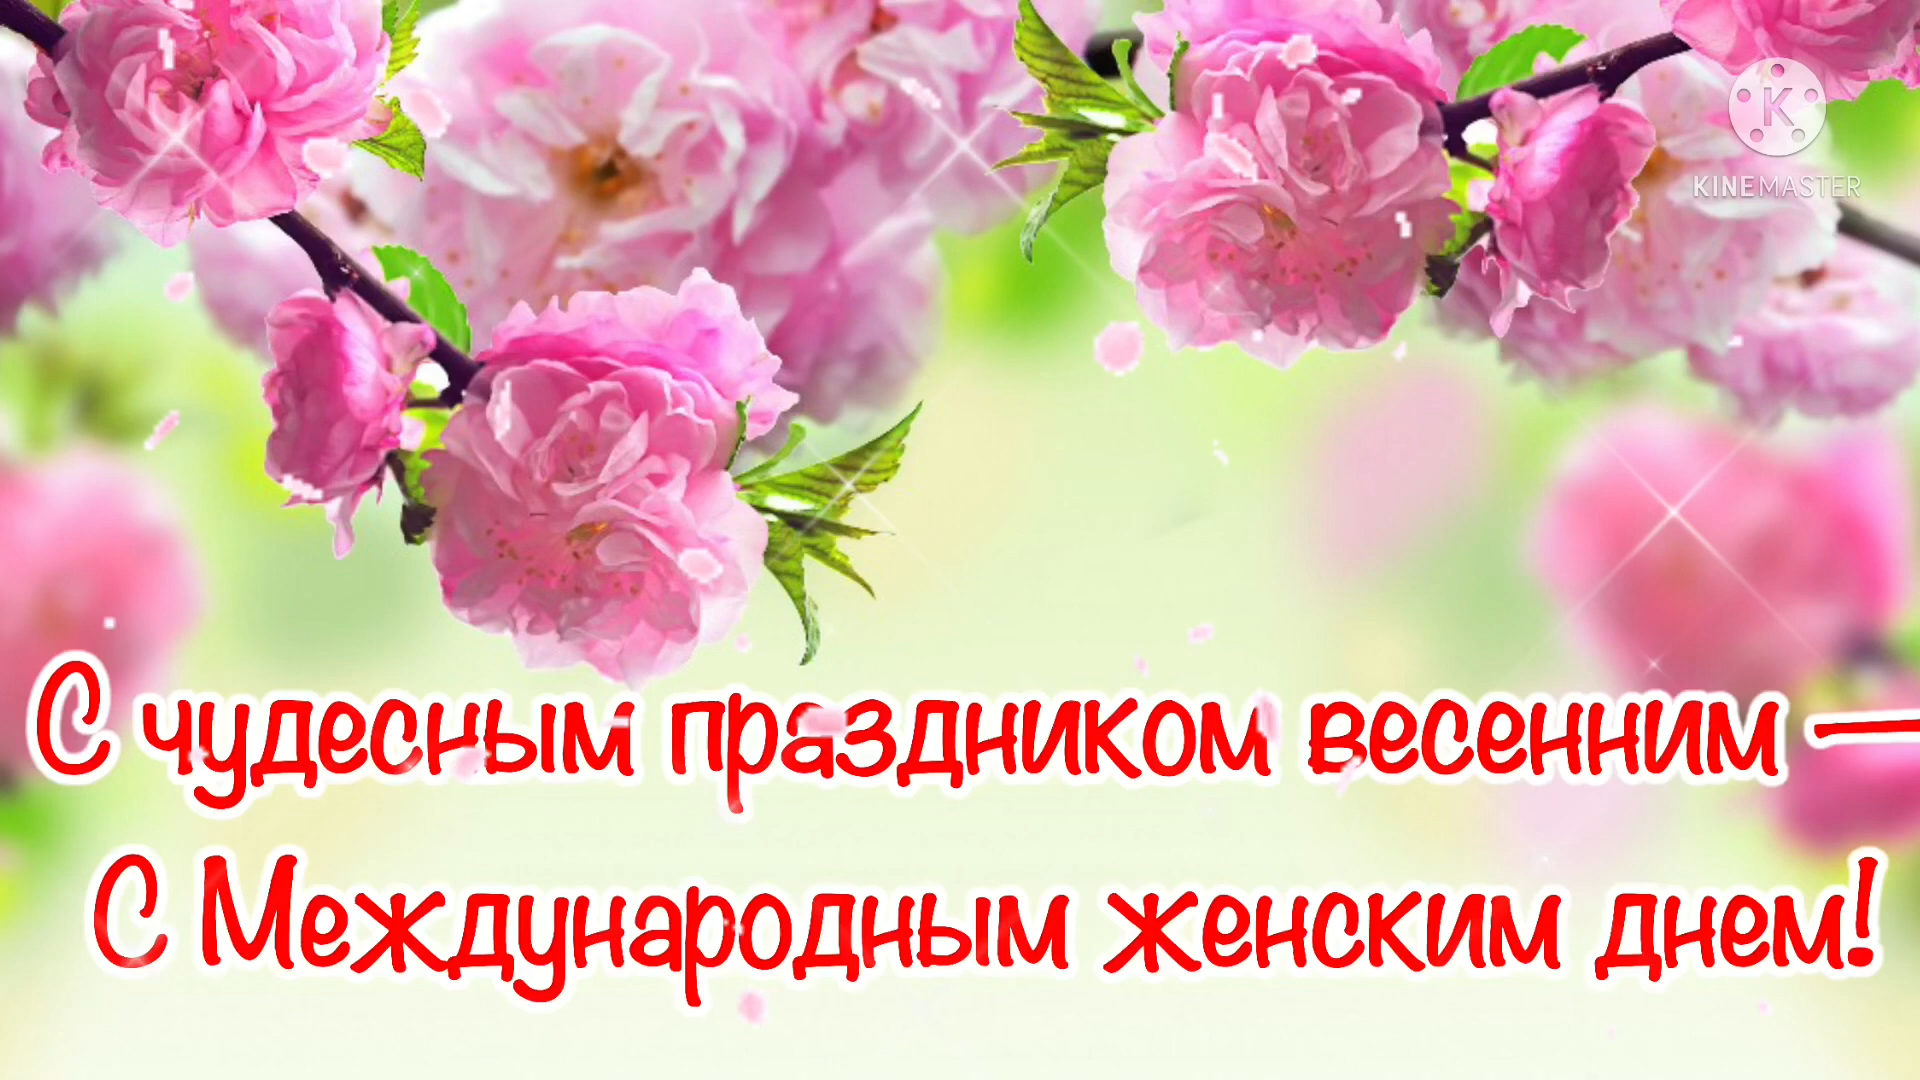 KINEMASTER
С чудесным праздником весенним —
С Международным женским днем!